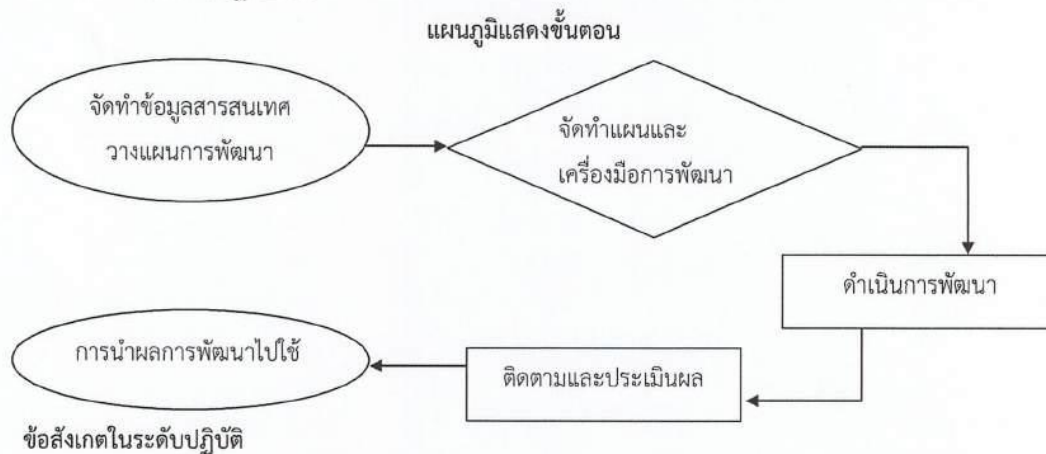 แผนภูมิแสดงขั้นตอน
จัดทำข้อมูลสารสนเทศ
วางแผนการพัฒนา
จัดทำแผนและ
เครื่องมือการพัฒนา
ดำเนินการพัฒนา
ติดตามและประเมินผล
การนำผลการพัฒนาไปใช้
ข้อสังเกตในระดับปฏิบัติ